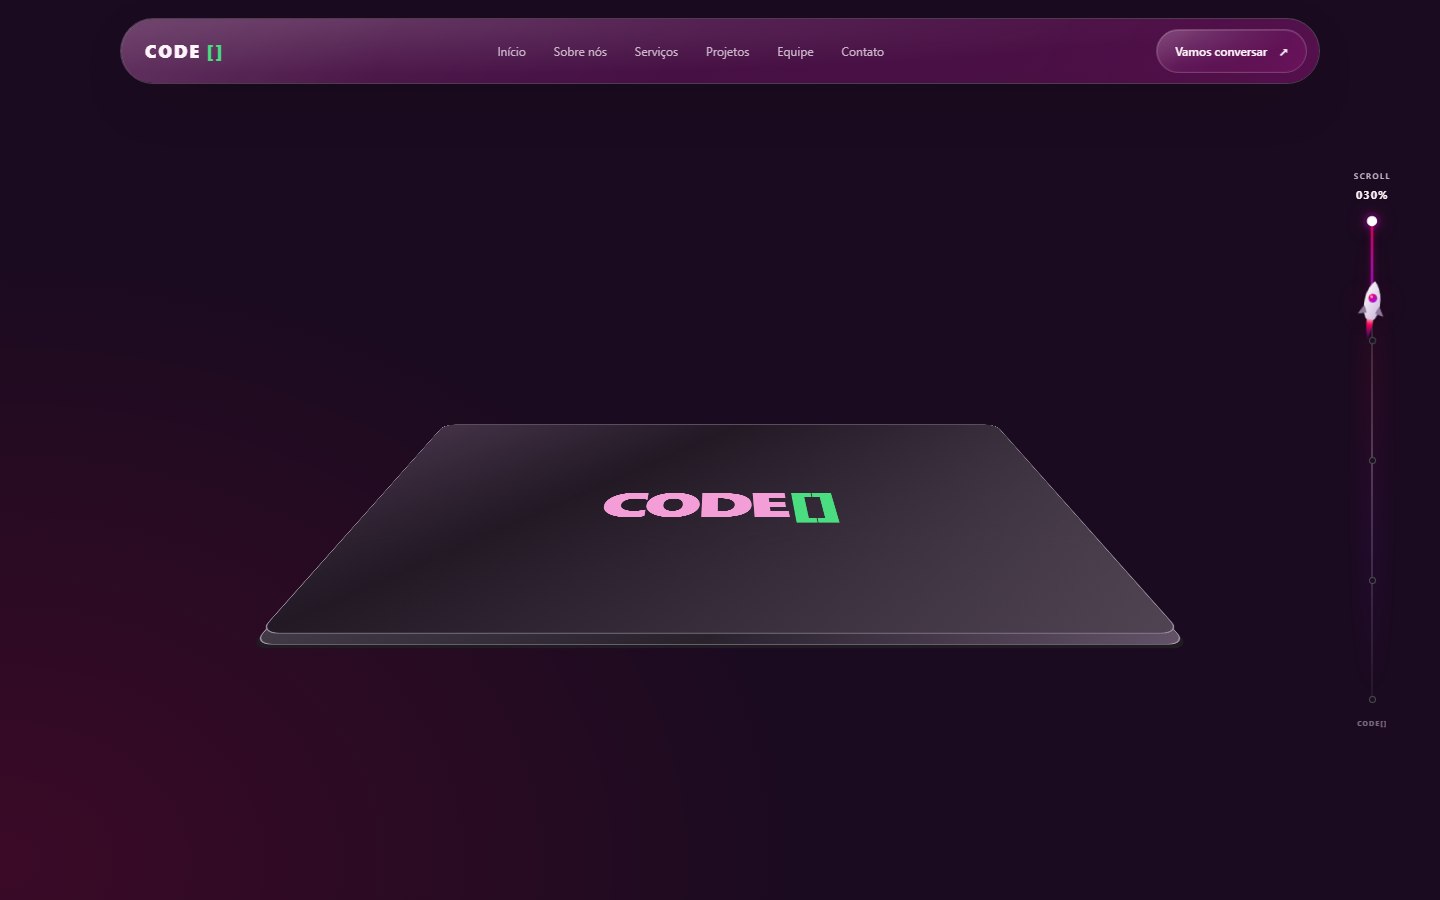 CODE []
Início
Sobre nós
Serviços
Projetos
Equipe
Contato
Vamos conversar ↗
SCROLL
030%
CODE[]
CODE[]